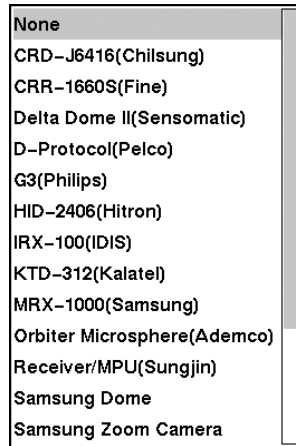 None
CRD-J6416(Chilsung)
CRR-1660S(Fine)
Delta Dome II(Sensomatic)
D-Protocol(Pelco)
G3(Philips)
HID-2406(Hitron)
IRX-100(IDIS)
KTD-312(Kalatel)
MRX-1000(Samsung)
Orbiter Microsphere(Ademco)
Receiver/MPU(Sungjin)
Samsung Dome
Samsung Zoom Camera